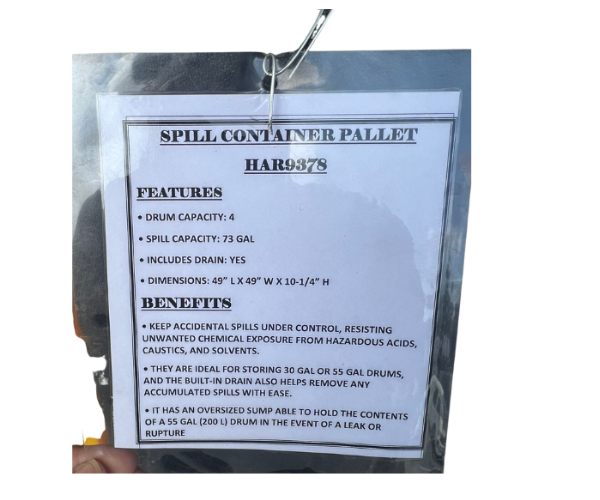 SPILL CONTAINER PALLET
HAR9378
FEATURES
• DRUM CAPACITY: 4
• SPILL CAPACITY: 73 GAL
• INCLUDES DRAIN: YES
• DIMENSIONS: 49” L X 49” W X 10-1/4” H
BENEFITS
• KEEP ACCIDENTAL SPILLS UNDER CONTROL, RESISTING
UNWANTED CHEMICAL EXPOSURE FROM HAZARDOUS ACIDS,
CAUSTICS, AND SOLVENTS.
• THEY ARE IDEAL FOR STORING 30 GAL OR 55 GAL DRUMS,
AND THE BUILT-IN DRAIN ALSO HELPS REMOVE ANY
ACCUMULATED SPILLS WITH EASE.
• IT HAS AN OVERSIZED SUMP ABLE TO HOLD THE CONTENTS
OF A 55 GAL (200 L) DRUM IN THE EVENT OF A LEAK OR
RUPTURE